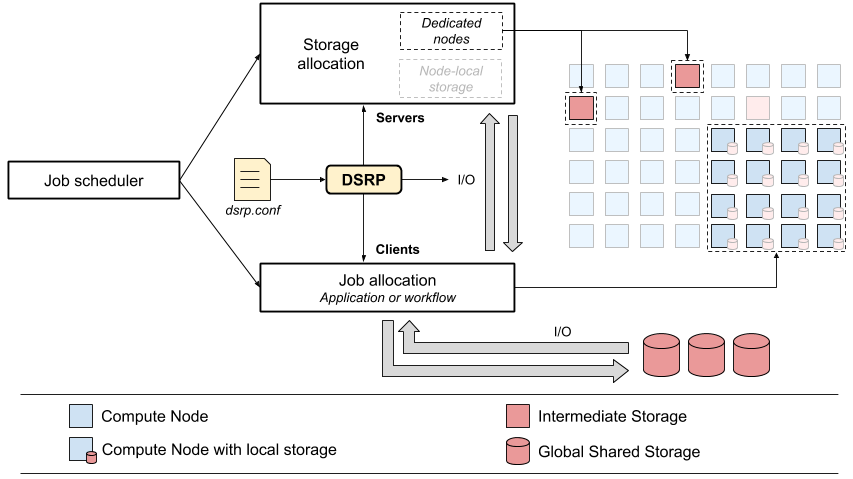 Storage
allocation
Dedicated
nodes
Node-local
storage
Servers
Job scheduler
dsrp.conf
DSRP
I/O
Clients
Job allocation
Application or workflow
I/O
Compute Node
Intermediate Storage
Compute Node with local storage
Global Shared Storage